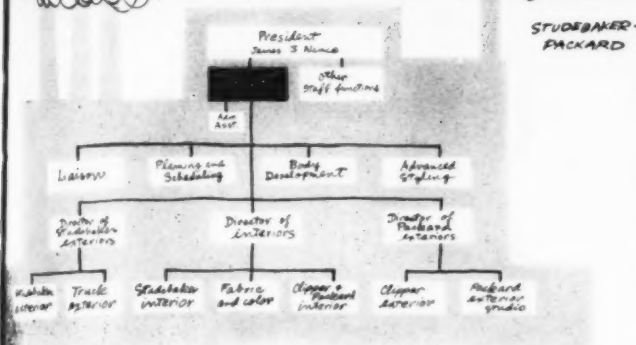 STUDEBAKER-
PACKARD
President
James J Nance
Other
Staff functions
Adm
Asst.
Liaison
Planning and
Scheduling
Body
Development
Advanced
Styling
Director of
Studebaker
exteriors
Director of
interiors
Director of
Packard
exteriors
exterior
Truck
exterior
Studebaker
interior
Fabric
and color
Clipper &
Packard
interior
Clipper
exterior
Packard
exterior
studio